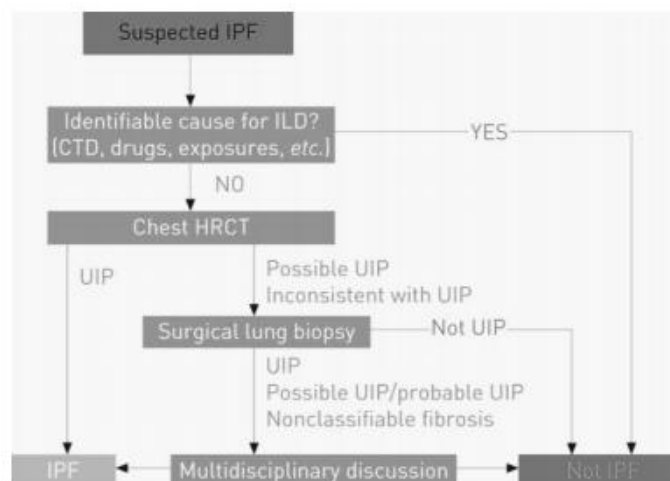 Suspected IPF
Identifiable cause for ILD?
(CTD, drugs, exposures, etc.)
YES
NO
Chest HRCT
UIP
Possible UIP
Inconsistent with UIP
Surgical lung biopsy
Not UIP
UIP
Possible UIP/probable UIP
Nonclassifiable fibrosis
IPF
Multidisciplinary discussion
Not IPF